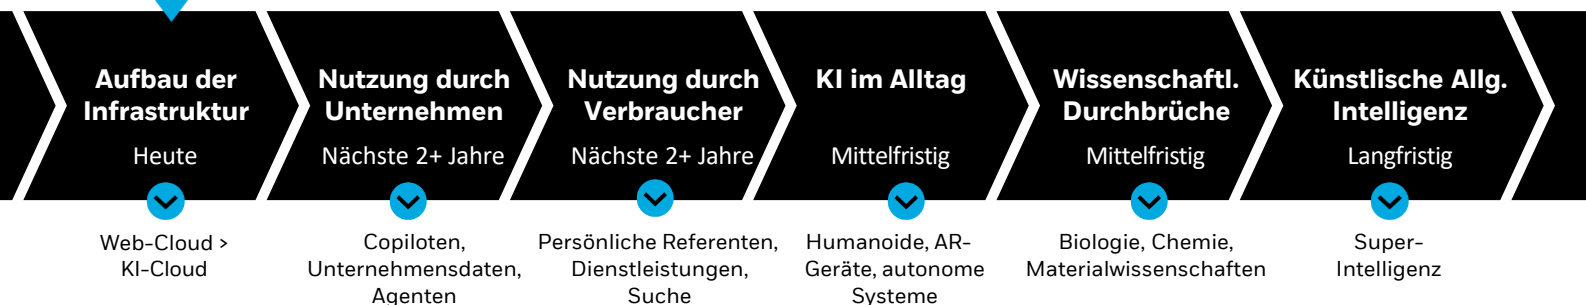 Aufbau der
Infrastruktur
Heute
Web-Cloud >
KI-Cloud
Nutzung durch
Unternehmen
Nächste 2+ Jahre
Copiloten,
Unternehmensdaten,
Agenten
Nutzung durch
Verbraucher
Nächste 2+ Jahre
Persönliche Referenten,
Dienstleistungen,
Suche
KI im Alltag
Mittelfristig
Humanoide, AR-
Geräte, autonome
Systeme
Wissenschaftl.
Durchbrüche
Mittelfristig
Biologie, Chemie,
Materialwissenschaften
Künstlische Allg.
Intelligenz
Langfristig
Super-
Intelligenz